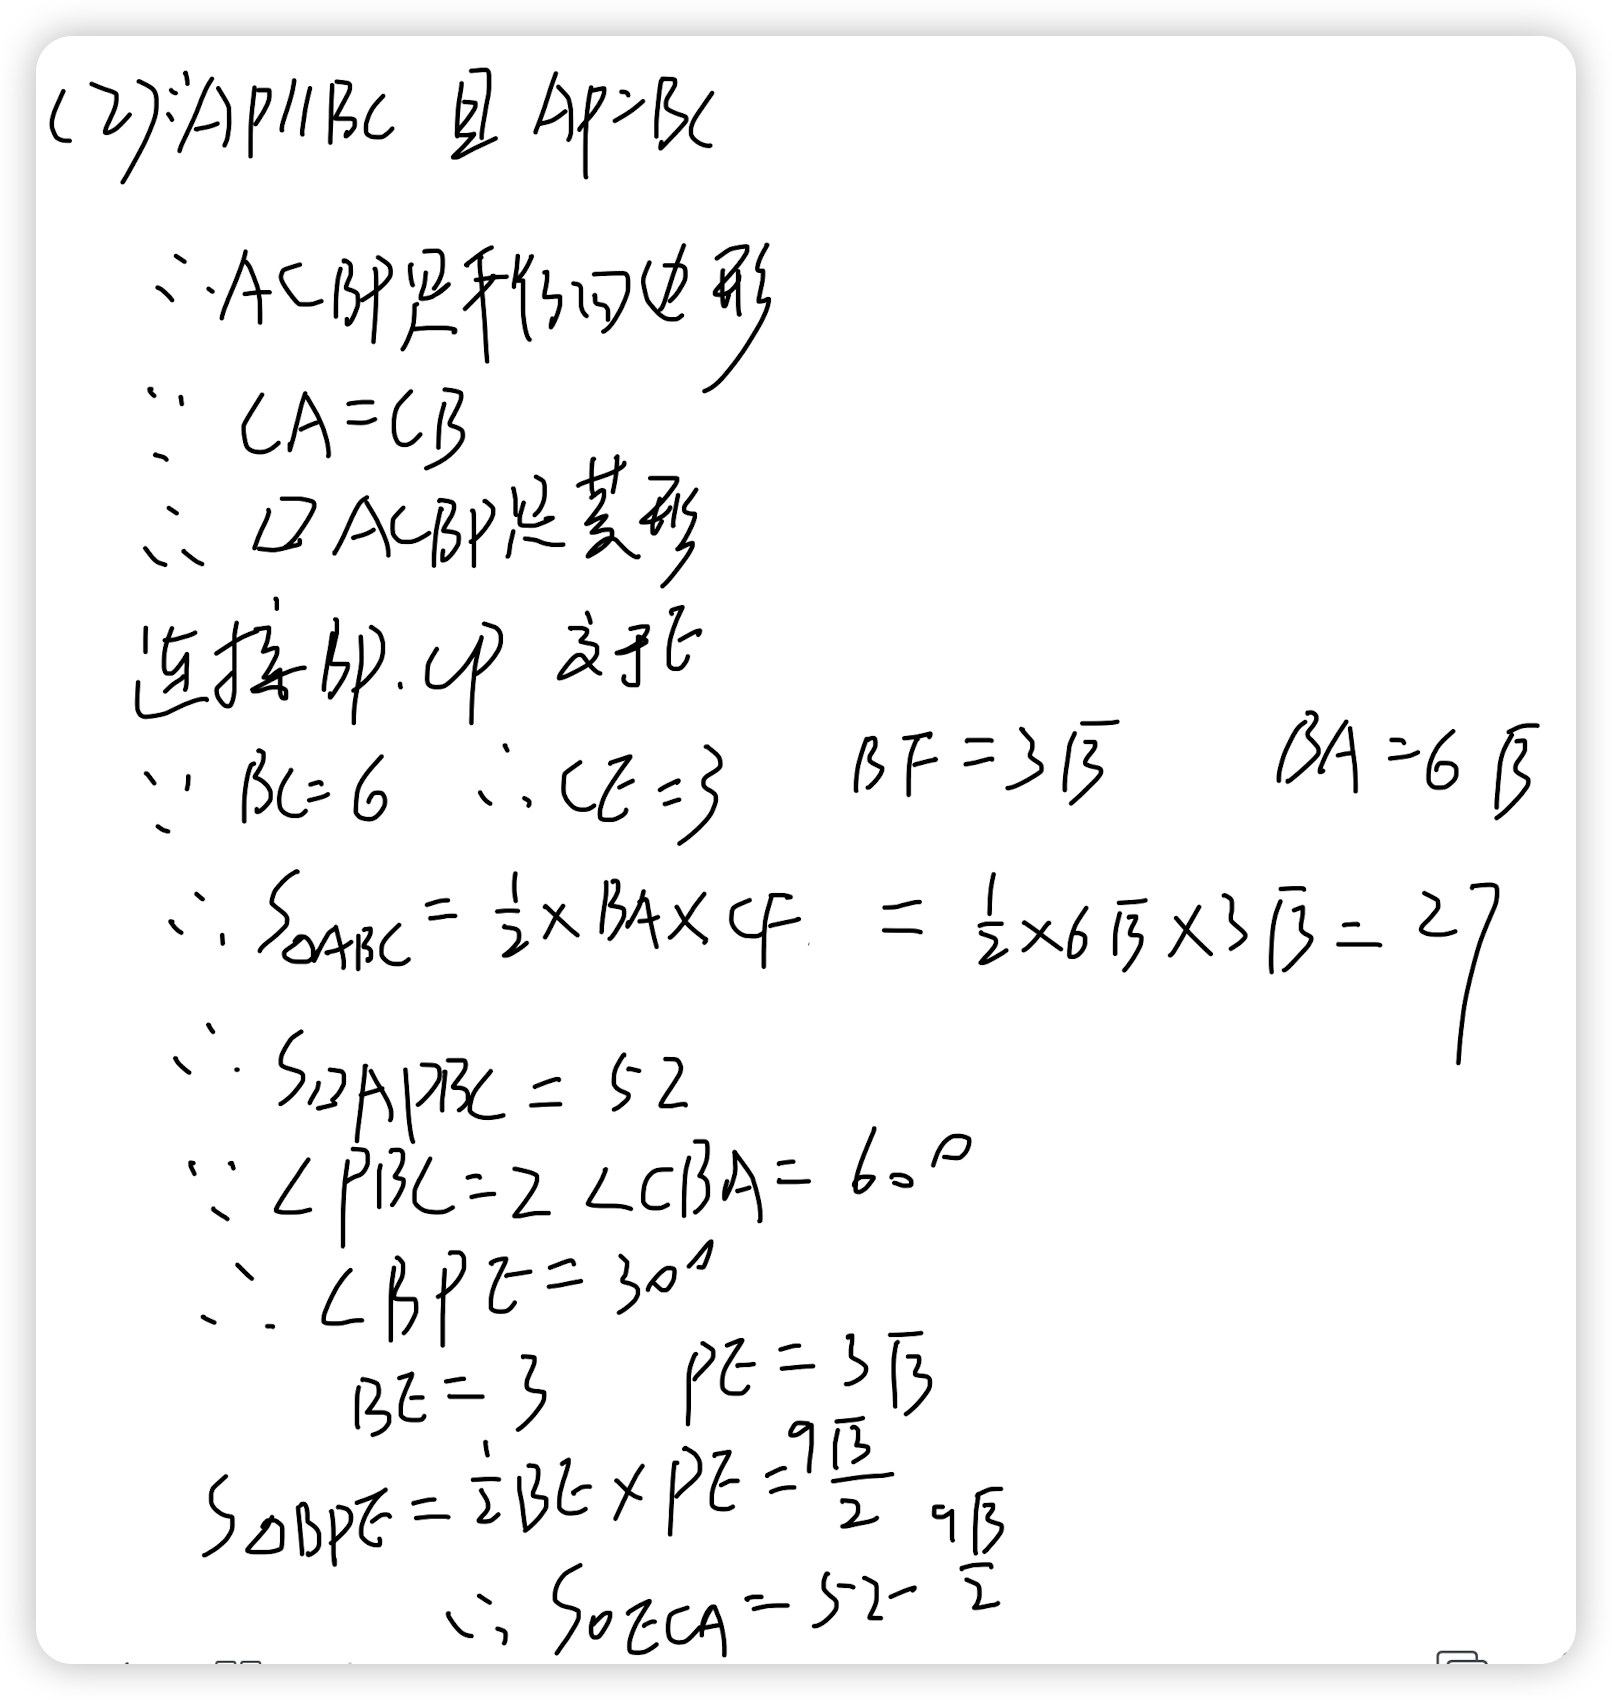 (2)∵AP∥BC 且 AP=BC
∴ACBP是平行四边形
∵ CA=CB
∴ ▱ACBP是菱形
连接BP.CP 交于E
∵ BC=6 ∴CE=3 BF=3√3 BA=6√3
∴ S△ABC = 1/2 × BA × CF = 1/2 × 6√3 × 3√3 = 27
∴ S▱APBC = 52
∵ ∠PBC=2∠CBA=60°
∴ ∠BPE=30°
BE=3 PE=3√3
S△BPE = 1/2 BE × PE = 9√3/2
∴ S▱ECA = 52 - 9√3/2